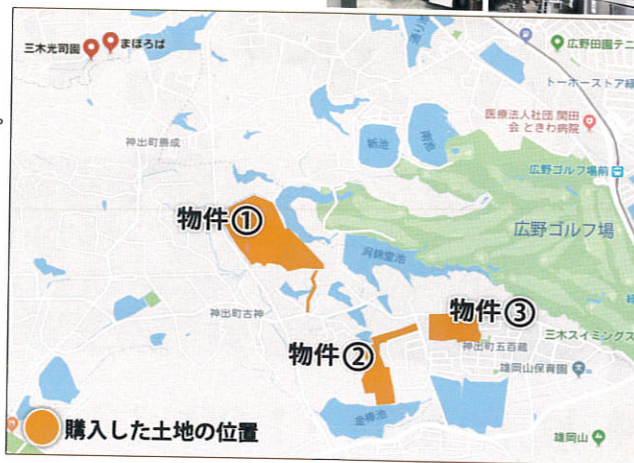 三木光司園
まほろば
広野田園テニ
トーホーストア緑
医療法人社団 関田
会 ときわ病院
神出町勝成
新池
広野ゴルフ場前
物件①
広野ゴルフ場
神出町古神
物件③
三木スイミングス
神出町五百蔵
物件②
雄岡山保育園
金棒池
購入した土地の位置
雄岡山